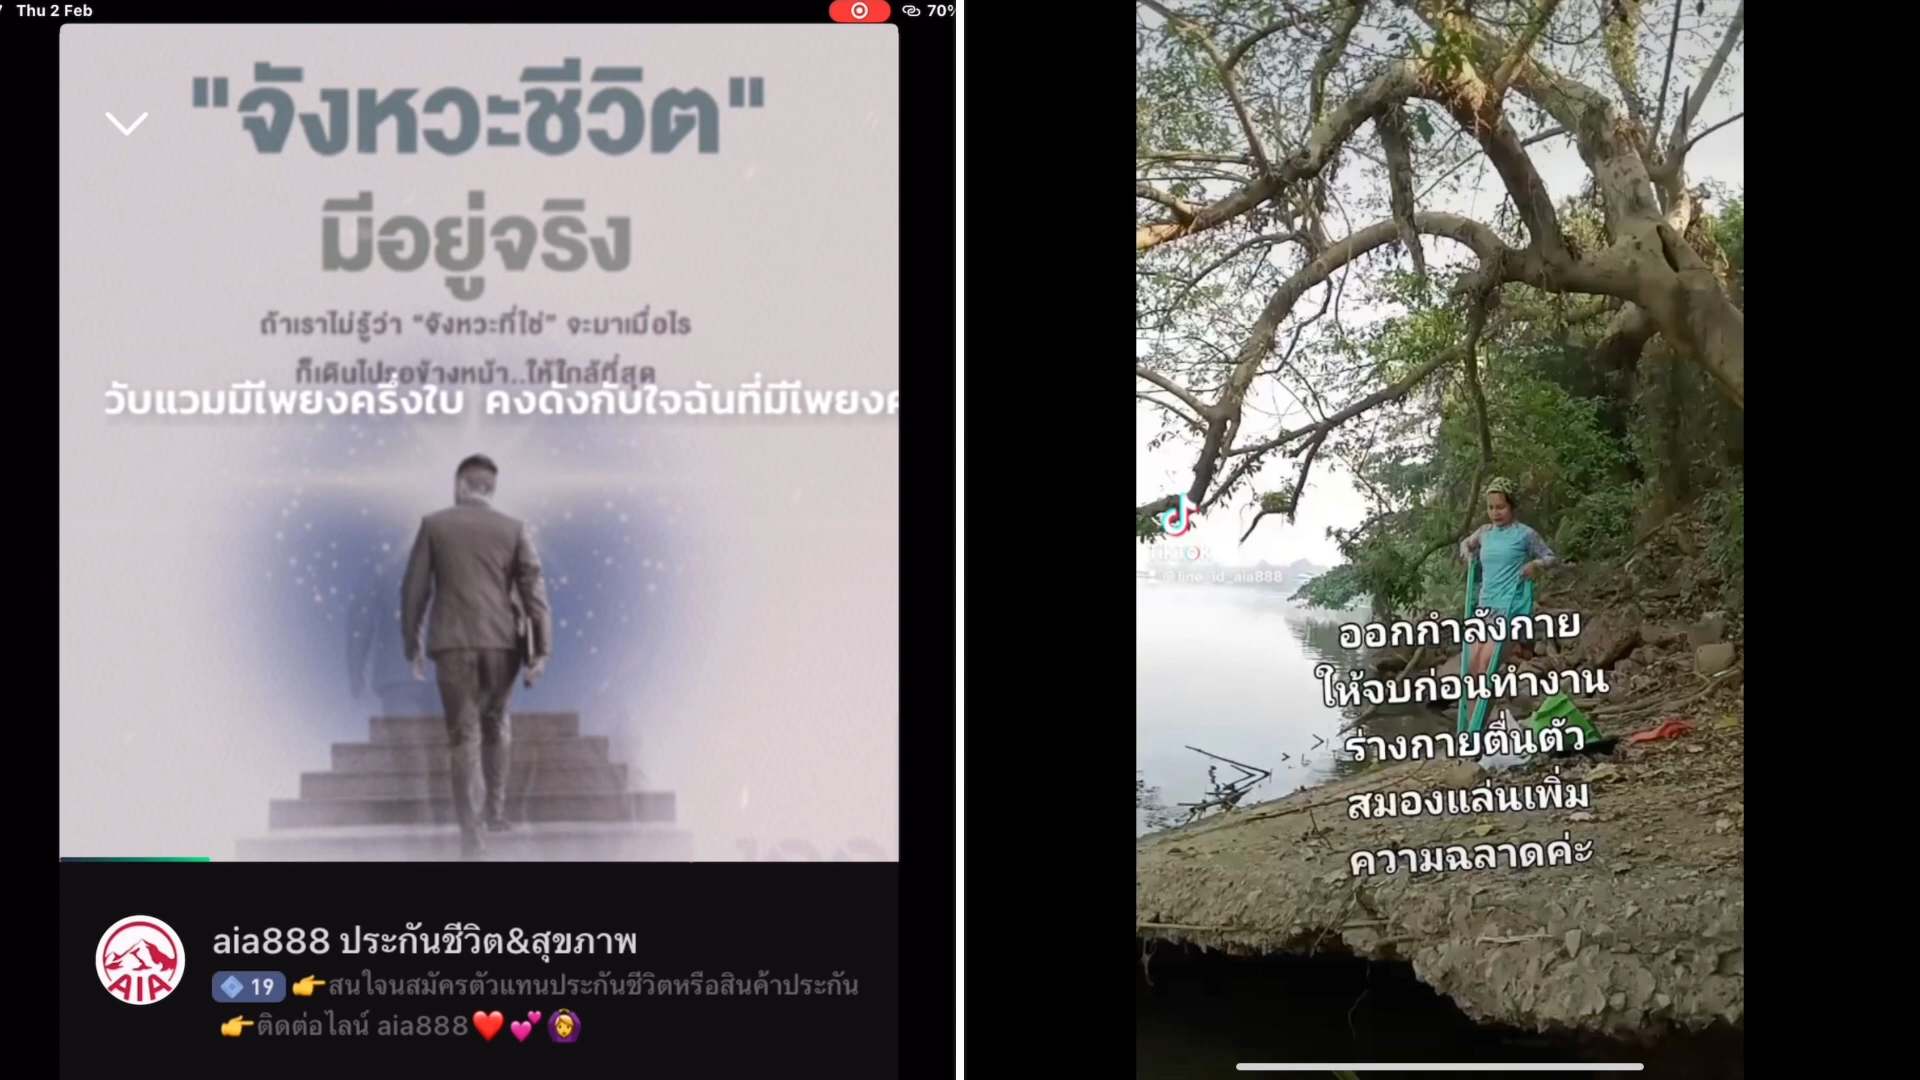 Thu 2 Feb
70%
"จังหวะชีวิต"
มีอยู่จริง
ถ้าเราไม่รู้ว่า “จังหวะที่ใช่” จะมาเมื่อไร
ก็เดินไปรอข้างหน้า..ให้ใกล้ที่สุด
วับแวมมีเพียงครึ่งใบ คงดังกับใจฉันที่มีเพียง
AIA
aia888 ประกันชีวิต&สุขภาพ
19 👉สนใจนสมัครตัวแทนประกันชีวิตหรือสินค้าประกัน
👉ติดต่อไลน์ aia888❤️💕🙆
TikTok
@line_id_aia888
ออกกำลังกาย
ให้จบก่อนทำงาน
ร่างกายตื่นตัว
สมองแล่นเพิ่ม
ความฉลาดค่ะ